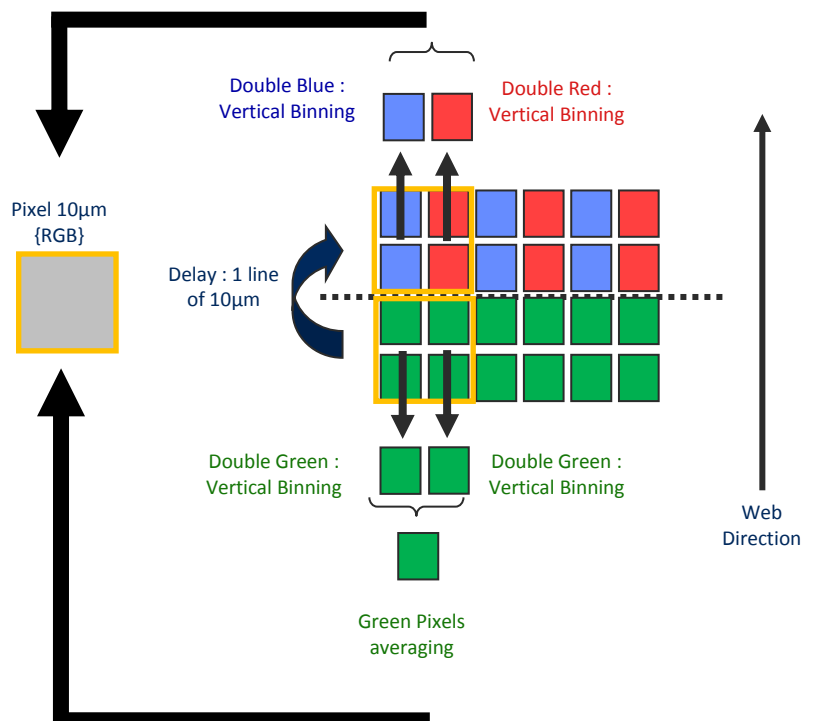 Double Blue :
Vertical Binning
Double Red :
Vertical Binning
Pixel 10µm
{RGB}
Delay : 1 line
of 10µm
Double Green :
Vertical Binning
Double Green :
Vertical Binning
Web
Direction
Green Pixels
averaging